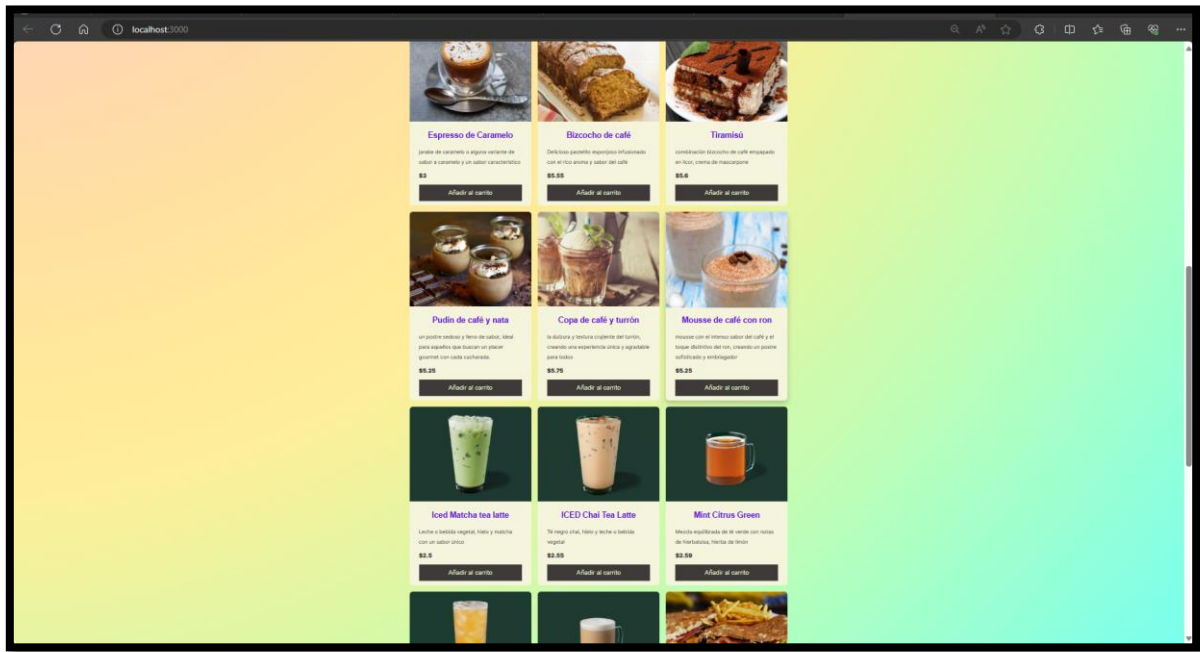 localhost:3000
Espresso de Caramelo
jarabe de caramelo o alguna variante de
sabor a caramelo y un sabor característico
$3
Añadir al carrito
Bizcocho de café
Delicioso pastelito esponjoso infusionado
con el rico aroma y sabor del café
$5.55
Añadir al carrito
Tiramisú
combinación bizcocho de café empapado
en licor, crema de mascarpone
$5.6
Añadir al carrito
Pudin de café y nata
un postre sedoso y lleno de sabor, ideal
para aquellos que buscan un placer
gourmet con cada cucharada.
$5.25
Añadir al carrito
Copa de café y turrón
la dulzura y textura crujiente del turrón,
creando una experiencia única y agradable
para todos
$5.75
Añadir al carrito
Mousse de café con ron
mousse con el intenso sabor del café y el
toque distintivo del ron, creando un postre
sofisticado y embriagador
$5.25
Añadir al carrito
Iced Matcha tea latte
Leche o bebida vegetal, hielo y matcha
con un sabor único
$2.5
Añadir al carrito
ICED Chai Tea Latte
Té negro chai, hielo y leche o bebida
vegetal
$2.55
Añadir al carrito
Mint Citrus Green
Mezcla equilibrada de té verde con notas
de hierbaluisa, hierba de limón
$2.59
Añadir al carrito